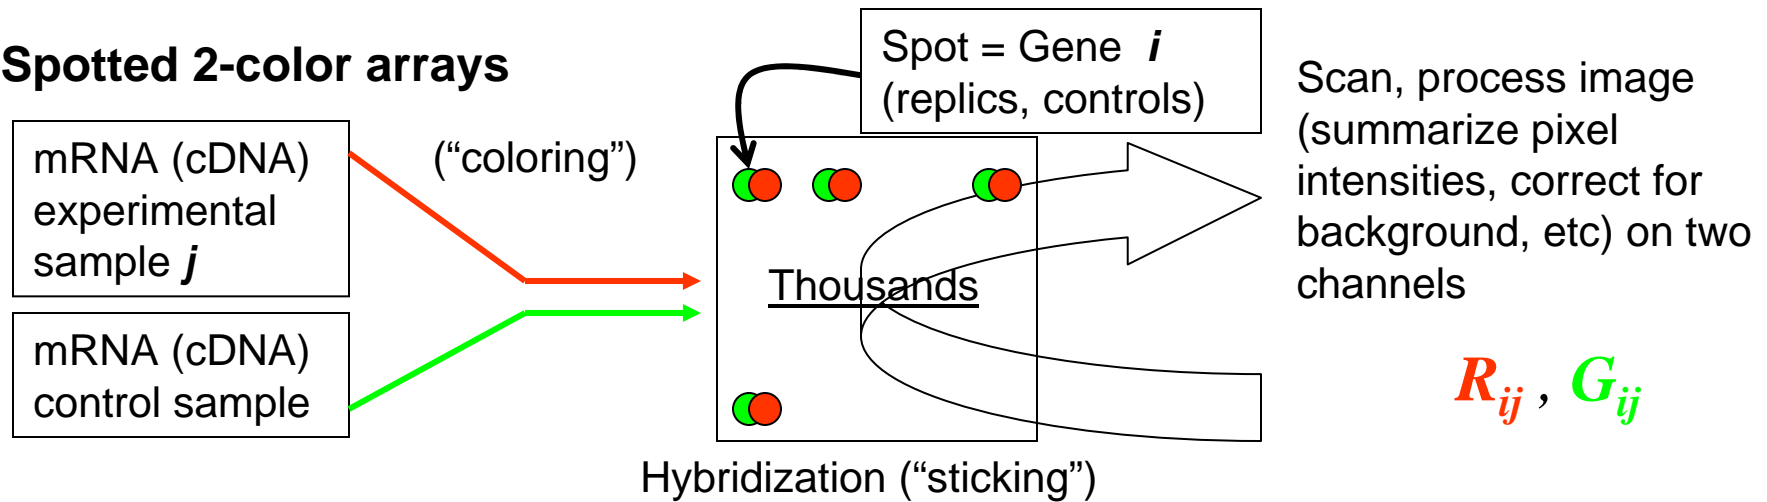 Spotted 2-color arrays
mRNA (cDNA)
experimental
sample j
mRNA (cDNA)
control sample
(“coloring”)
Spot = Gene i
(replics, controls)
Thousands
Hybridization (“sticking”)
Scan, process image
(summarize pixel
intensities, correct for
background, etc) on two
channels
Rij , Gij